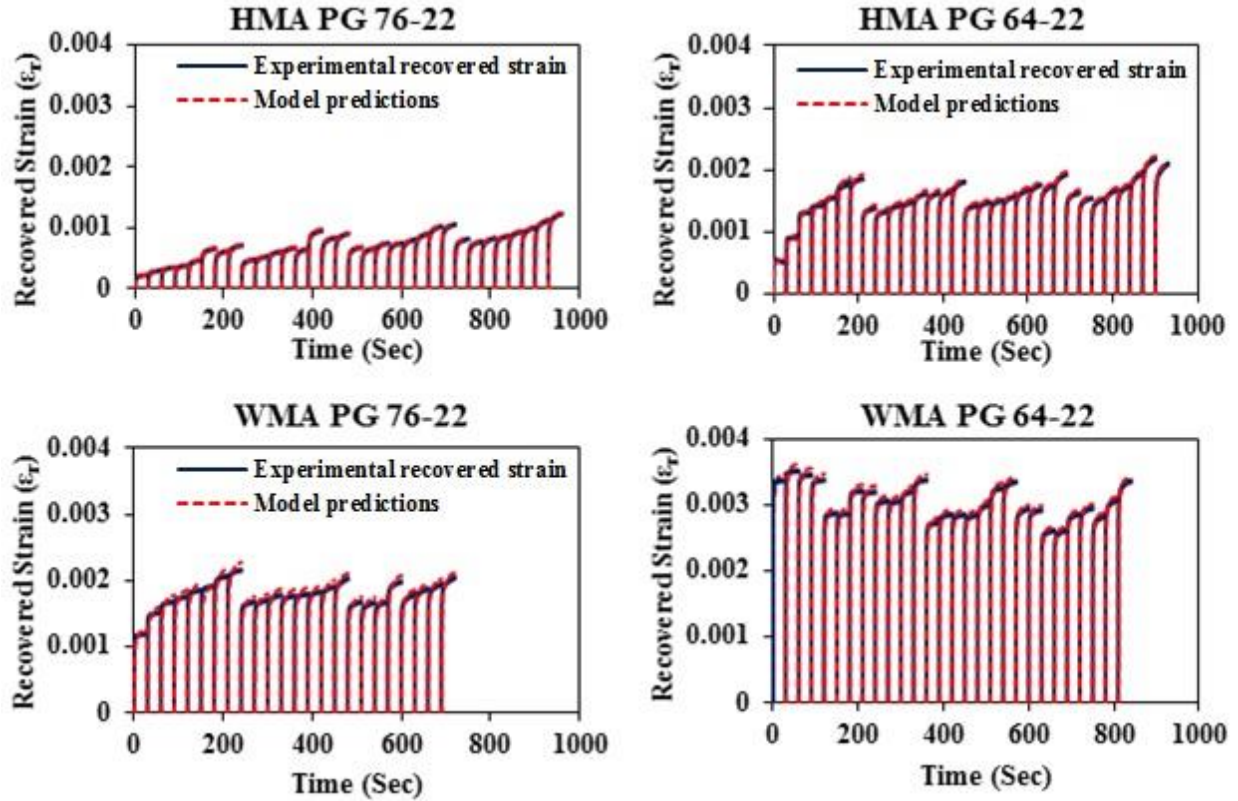 HMA PG 76-22
Recovered Strain (εr)
0.004
0.003
0.002
0.001
0
Experimental recovered strain
Model predictions
0 200 400 600 800 1000
Time (Sec)
HMA PG 64-22
Recovered Strain (εr)
0.004
0.003
0.002
0.001
0
Experimental recovered strain
Model predictions
0 200 400 600 800 1000
Time (Sec)
WMA PG 76-22
Recovered Strain (εr)
0.004
0.003
0.002
0.001
0
Experimental recovered strain
Model predictions
0 200 400 600 800 1000
Time (Sec)
WMA PG 64-22
Recovered Strain (εr)
0.004
0.003
0.002
0.001
0
0 200 400 600 800 1000
Time (Sec)